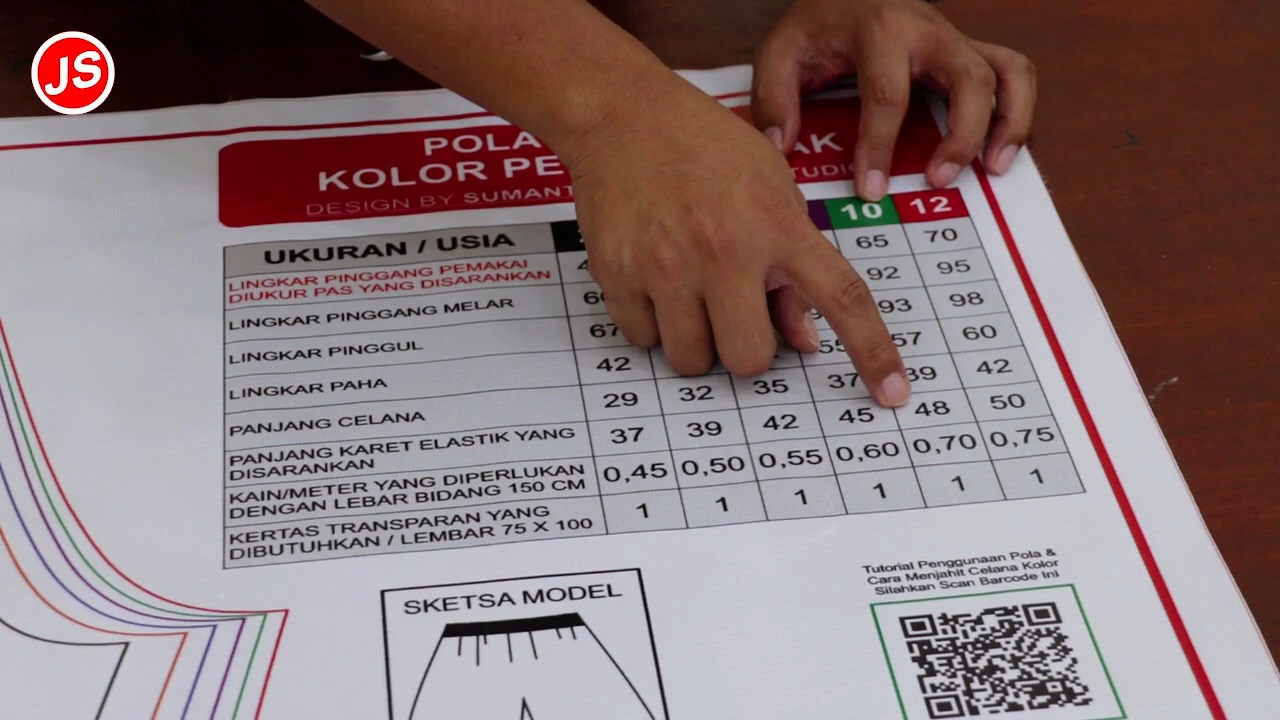 JS
POLA AK
KOLOR PE
DESIGN BY SUMANT TUDIO
UKURAN / USIA 10 12
LINGKAR PINGGANG PEMAKAI
DIUKUR PAS YANG DISARANKAN 65 70
LINGKAR PINGGANG MELAR 92 95
LINGKAR PINGGUL 67 93 98
LINGKAR PAHA 42 55 57 60
PANJANG CELANA 29 32 35 37 39 42
PANJANG KARET ELASTIK YANG
DISARANKAN 37 39 42 45 48 50
KAIN/METER YANG DIPERLUKAN
DENGAN LEBAR BIDANG 150 CM 0,45 0,50 0,55 0,60 0,70 0,75
KERTAS TRANSPARAN YANG
DIBUTUHKAN / LEMBAR 75 X 100 1 1 1 1 1 1
SKETSA MODEL
Tutorial Penggunaan Pola &
Cara Menjahit Celana Kolor
Silahkan Scan Barcode Ini